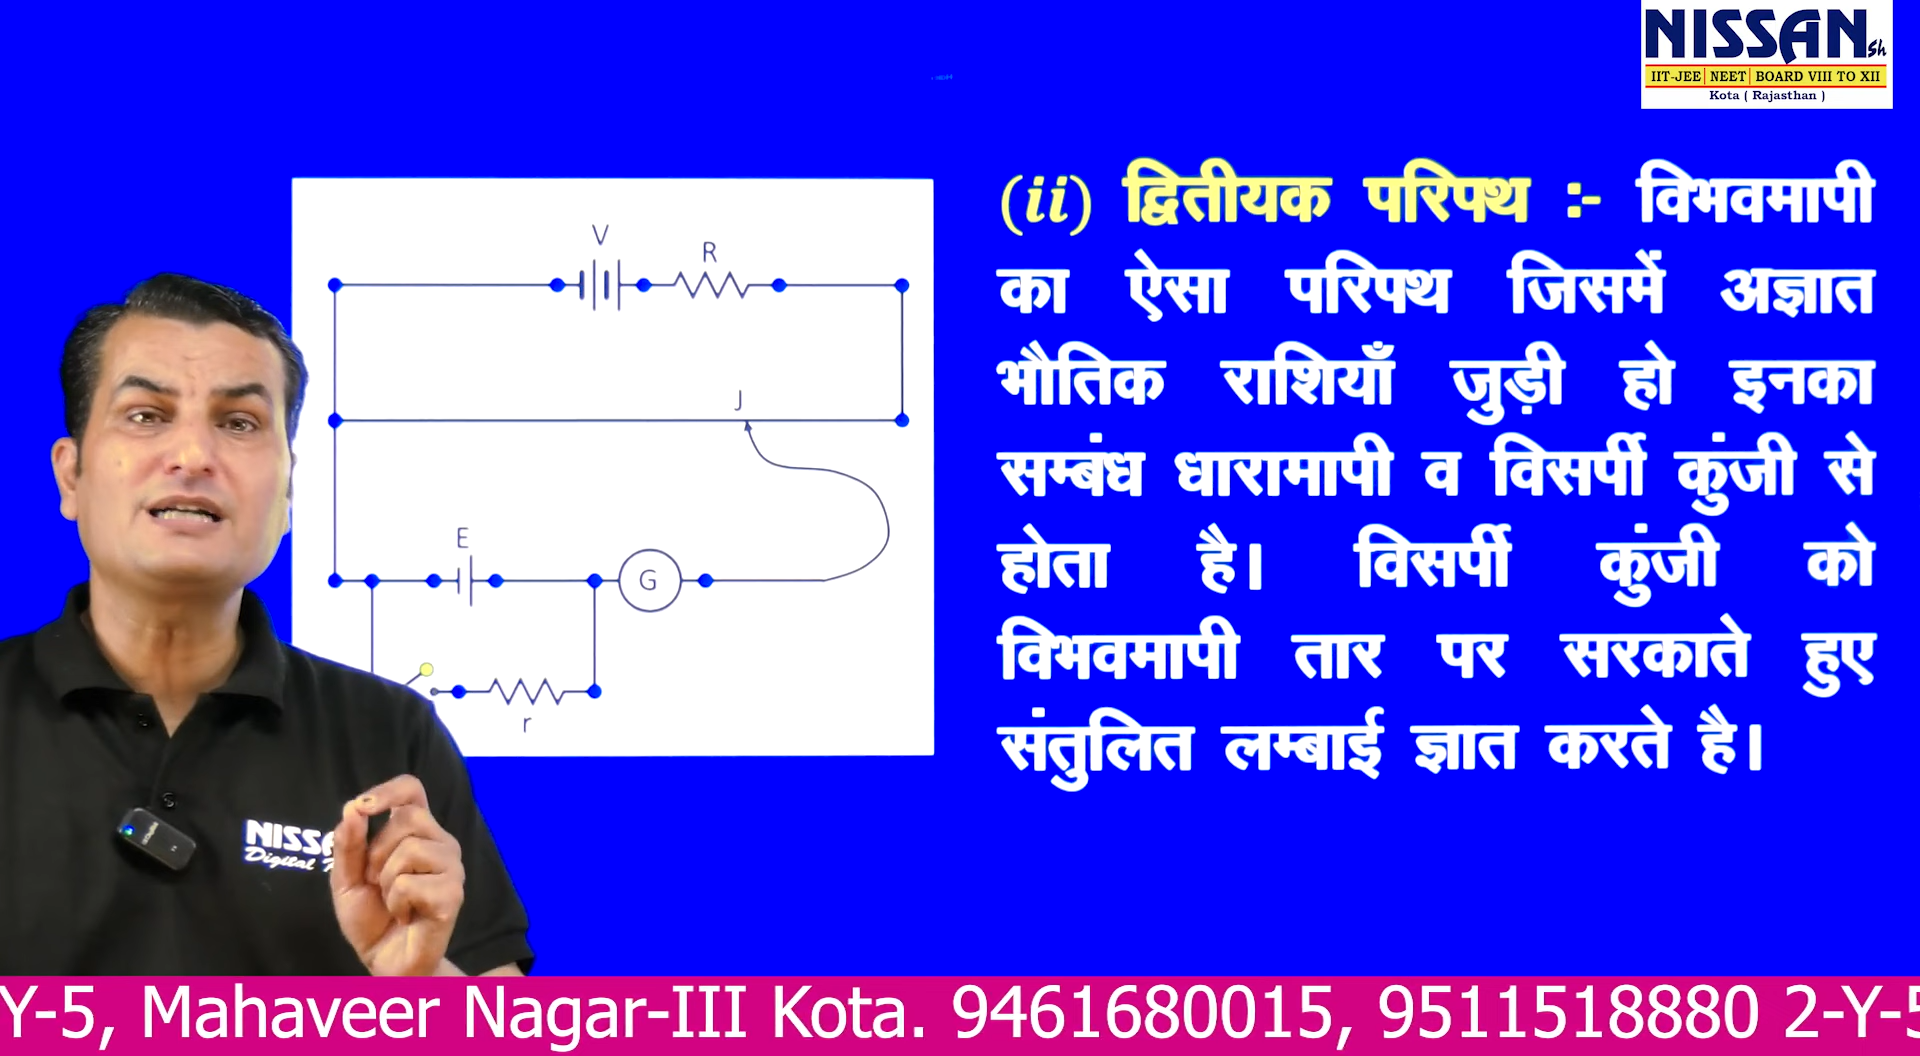 NISSANSh
IIT-JEE | NEET | BOARD VIII TO XII
Kota ( Rajasthan )
(ii) द्वितीयक परिपथ :- विभवमापी
का ऐसा परिपथ जिसमें अज्ञात
भौतिक राशियाँ जुड़ी हो इनका
सम्बंध धारामापी व विसर्पी कुंजी से
होता है। विसर्पी कुंजी को
विभवमापी तार पर सरकाते हुए
संतुलित लम्बाई ज्ञात करते है।
V
R
J
E
G
r
NISSA
Digital
Y-5, Mahaveer Nagar-III Kota. 9461680015, 9511518880 2-Y-5